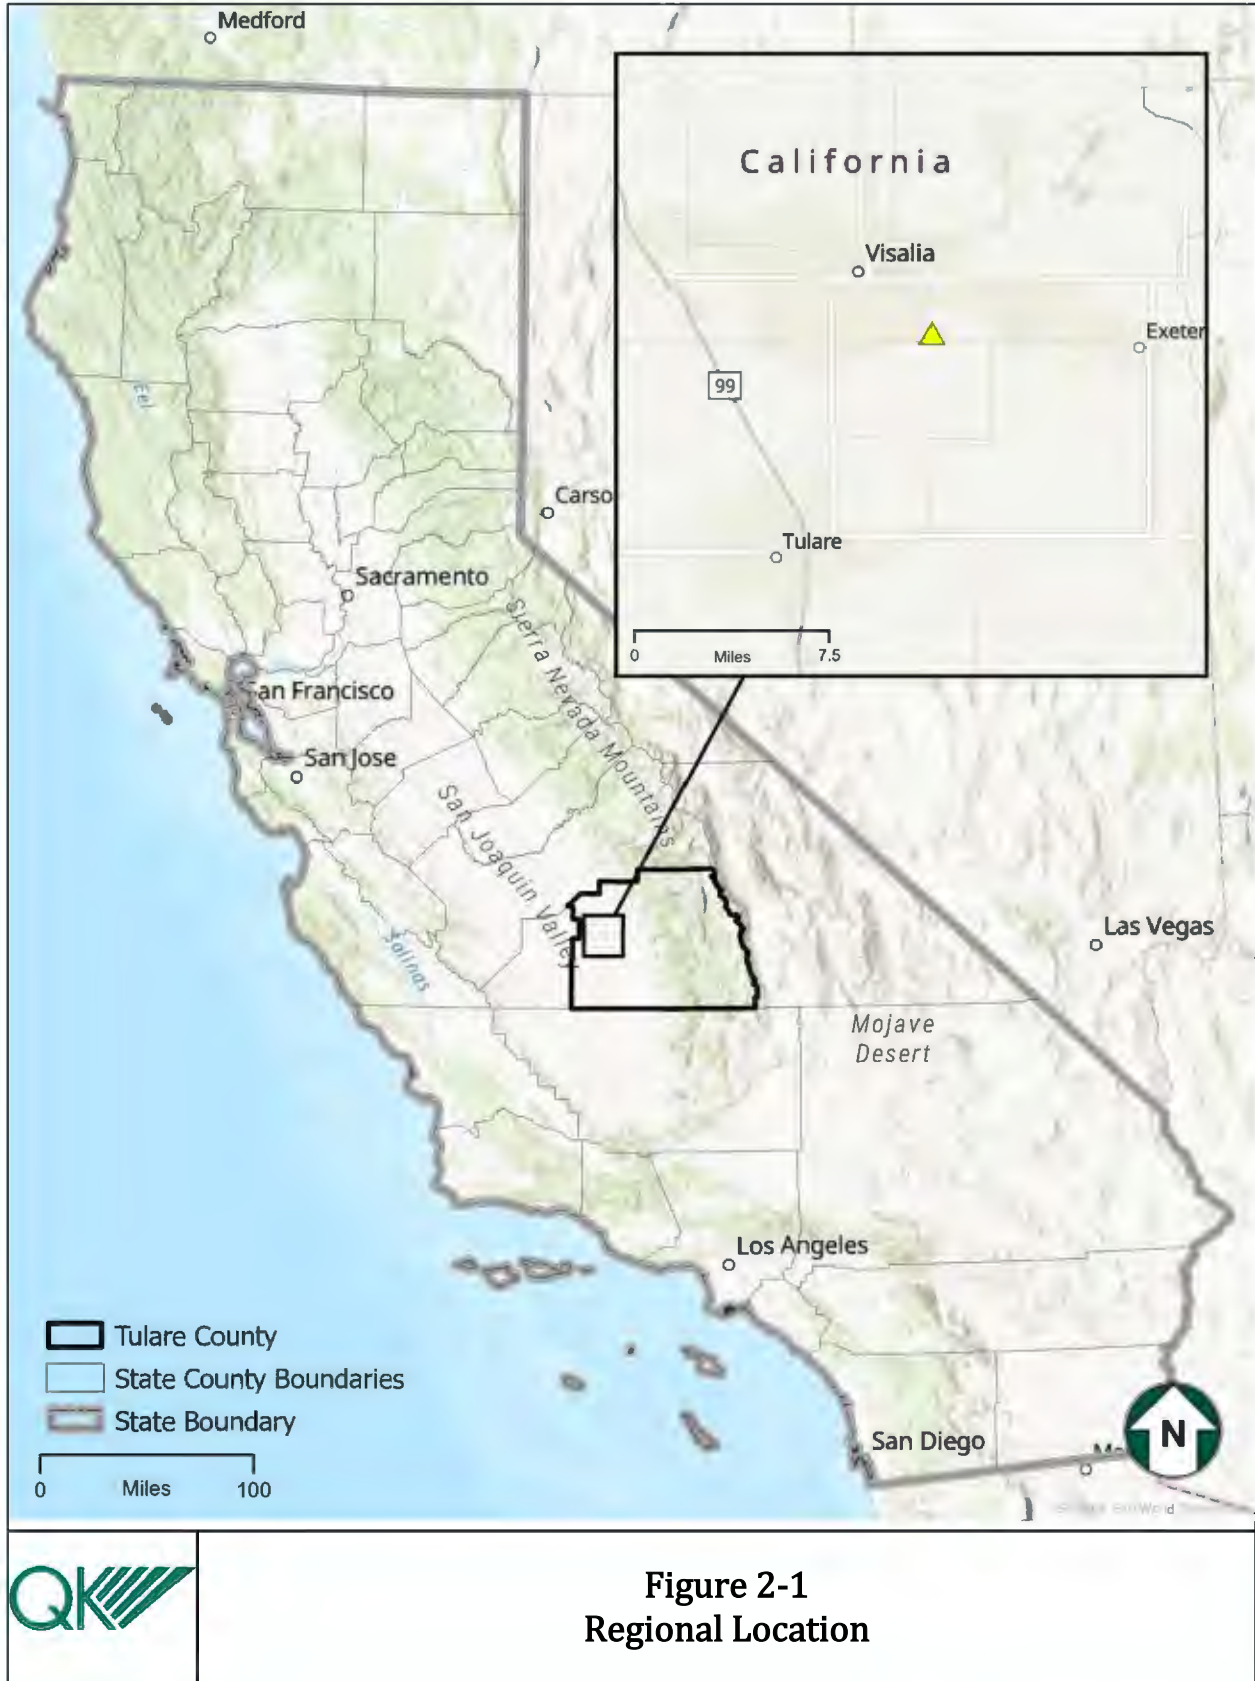 Medford
California
Visalia
Exeter
99
Tulare
0 Miles 7.5
Eel
Carso
Sacramento
Sierra Nevada Mountains
San Francisco
San Jose
San Joaquin Valley
Salinas
Las Vegas
Mojave
Desert
Los Angeles
Tulare County
State County Boundaries
State Boundary
San Diego
N
0 Miles 100
QK
Figure 2-1
Regional Location